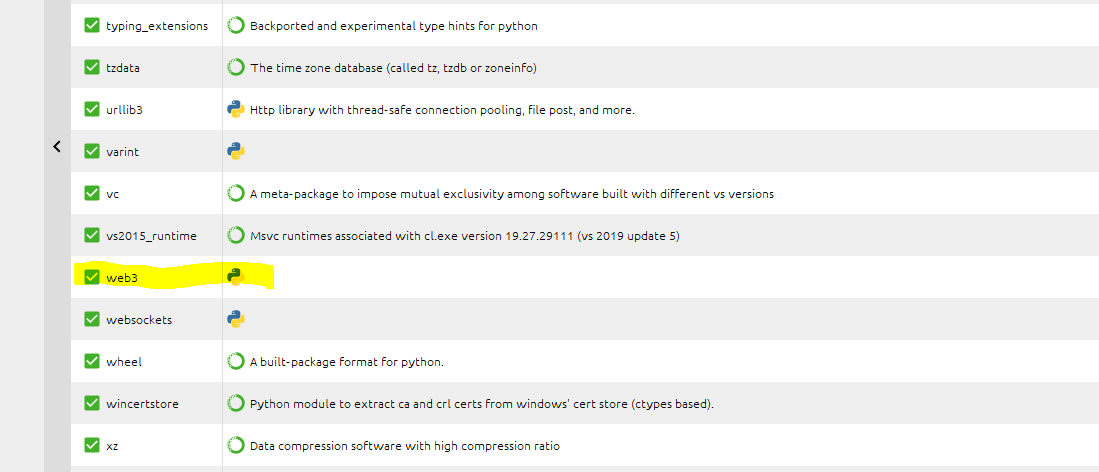 typing_extensions Backported and experimental type hints for python
tzdata The time zone database (called tz, tzdb or zoneinfo)
urllib3 Http library with thread-safe connection pooling, file post, and more.
varint
vc A meta-package to impose mutual exclusivity among software built with different vs versions
vs2015_runtime Msvc runtimes associated with cl.exe version 19.27.29111 (vs 2019 update 5)
web3
websockets
wheel A built-package format for python.
wincertstore Python module to extract ca and crl certs from windows' cert store (ctypes based).
xz Data compression software with high compression ratio